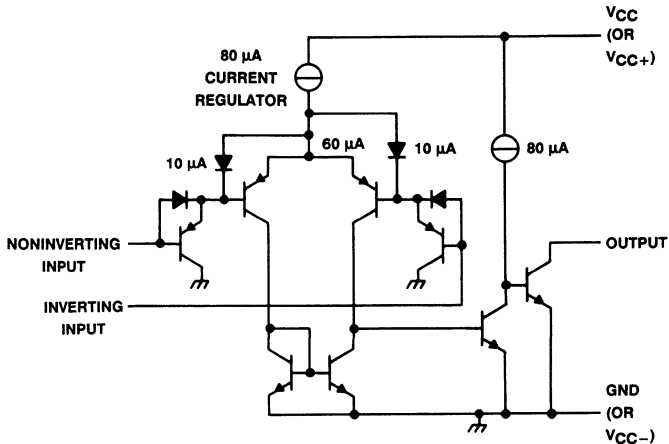 VCC
(OR
VCC+)
80 µA
CURRENT
REGULATOR
60 µA
10 µA
10 µA
80 µA
NONINVERTING
INPUT
OUTPUT
INVERTING
INPUT
GND
(OR
VCC−)